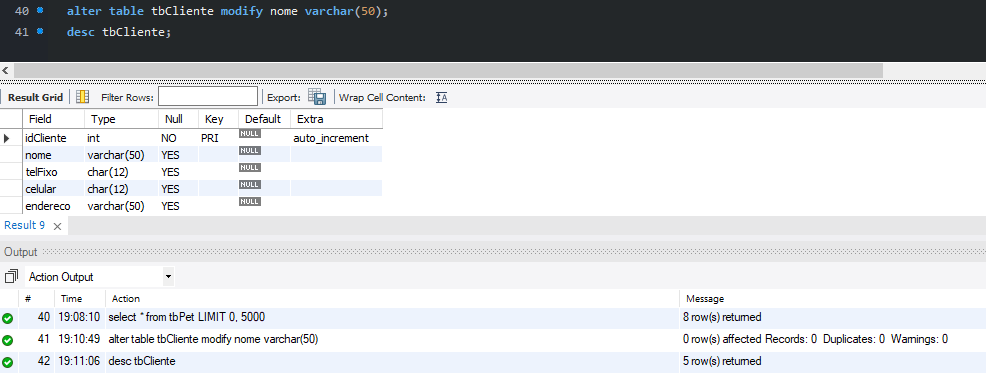 40 alter table tbCliente modify nome varchar(50);
41 desc tbCliente;
Result Grid Filter Rows: Export: Wrap Cell Content: IA
Field Type Null Key Default Extra
idCliente int NO PRI NULL auto_increment
nome varchar(50) YES NULL
telFixo char(12) YES NULL
celular char(12) YES NULL
endereco varchar(50) YES NULL
Result 9
Output
Action Output
# Time Action Message
40 19:08:10 select * from tbPet LIMIT 0, 5000 8 row(s) returned
41 19:10:49 alter table tbCliente modify nome varchar(50) 0 row(s) affected Records: 0 Duplicates: 0 Warnings: 0
42 19:11:06 desc tbCliente 5 row(s) returned